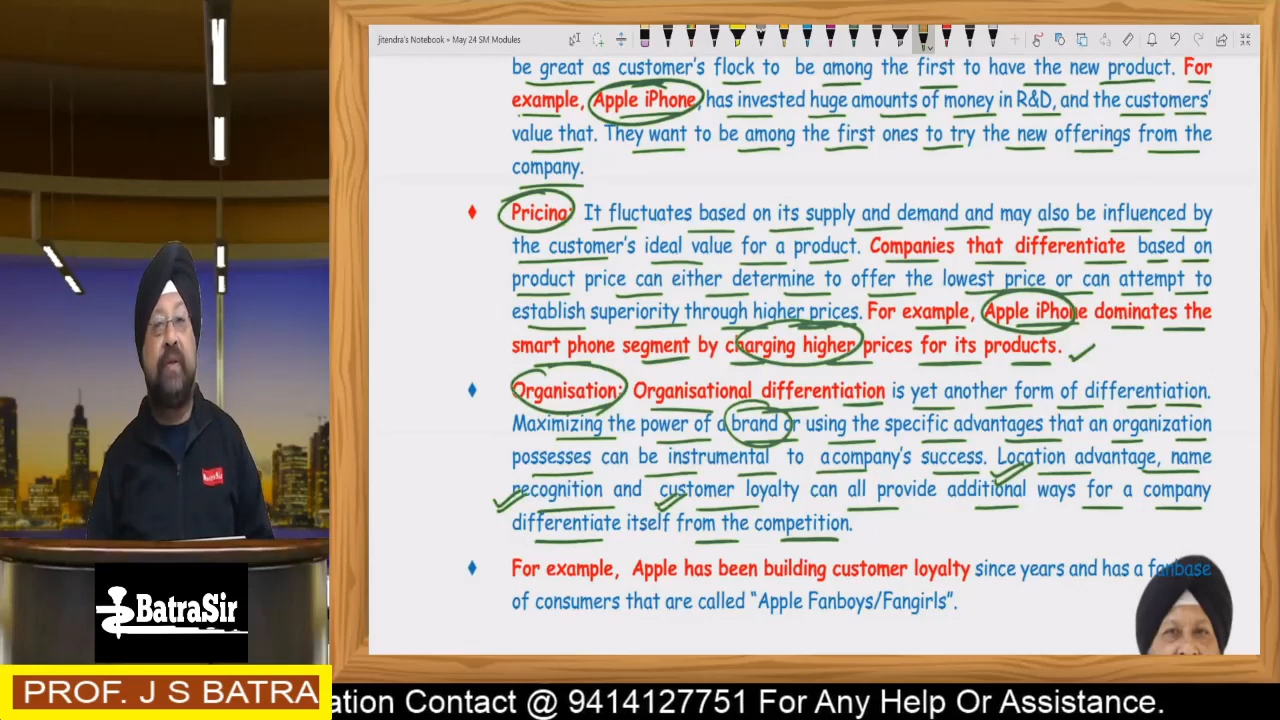 jitendra's Notebook » May 24 SM Modules
be great as customer's flock to be among the first to have the new product. For
example, Apple iPhone, has invested huge amounts of money in R&D, and the customers'
value that. They want to be among the first ones to try the new offerings from the
company.
Pricing: It fluctuates based on its supply and demand and may also be influenced by
the customer's ideal value for a product. Companies that differentiate based on
product price can either determine to offer the lowest price or can attempt to
establish superiority through higher prices. For example, Apple iPhone dominates the
smart phone segment by charging higher prices for its products.
Organisation: Organisational differentiation is yet another form of differentiation.
Maximizing the power of a brand or using the specific advantages that an organization
possesses can be instrumental to a company's success. Location advantage, name
recognition and customer loyalty can all provide additional ways for a company
differentiate itself from the competition.
For example, Apple has been building customer loyalty since years and has a fanbase
of consumers that are called "Apple Fanboys/Fangirls".
BatraSir
BatraSir
PROF. J S BATRA
ation Contact @ 9414127751 For Any Help Or Assistance.